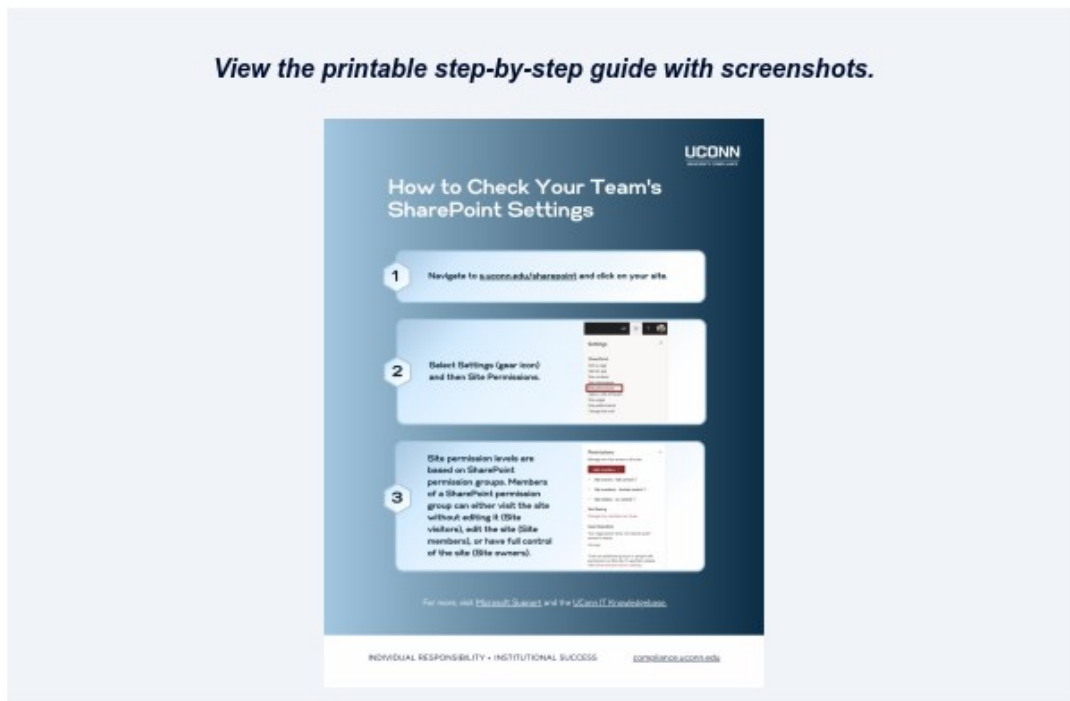 View the printable step-by-step guide with screenshots.
UCONN
How to Check Your Team's
SharePoint Settings
1
Navigate to s.uconn.edu/sharepoint and click on your site.
2
Select Settings (gear icon)
and then Site Permissions.
Settings
SharePoint
3
Site permission levels are
based on SharePoint
permission groups. Members
of a SharePoint permission
group can either visit the site
without editing it (Site
visitors), edit the site (Site
members), or have full control
of the site (Site owners).
Permissions
For more, visit Microsoft Support and the UConn IT Knowledgebase.
INDIVIDUAL RESPONSIBILITY • INSTITUTIONAL SUCCESS
compliance.uconn.edu